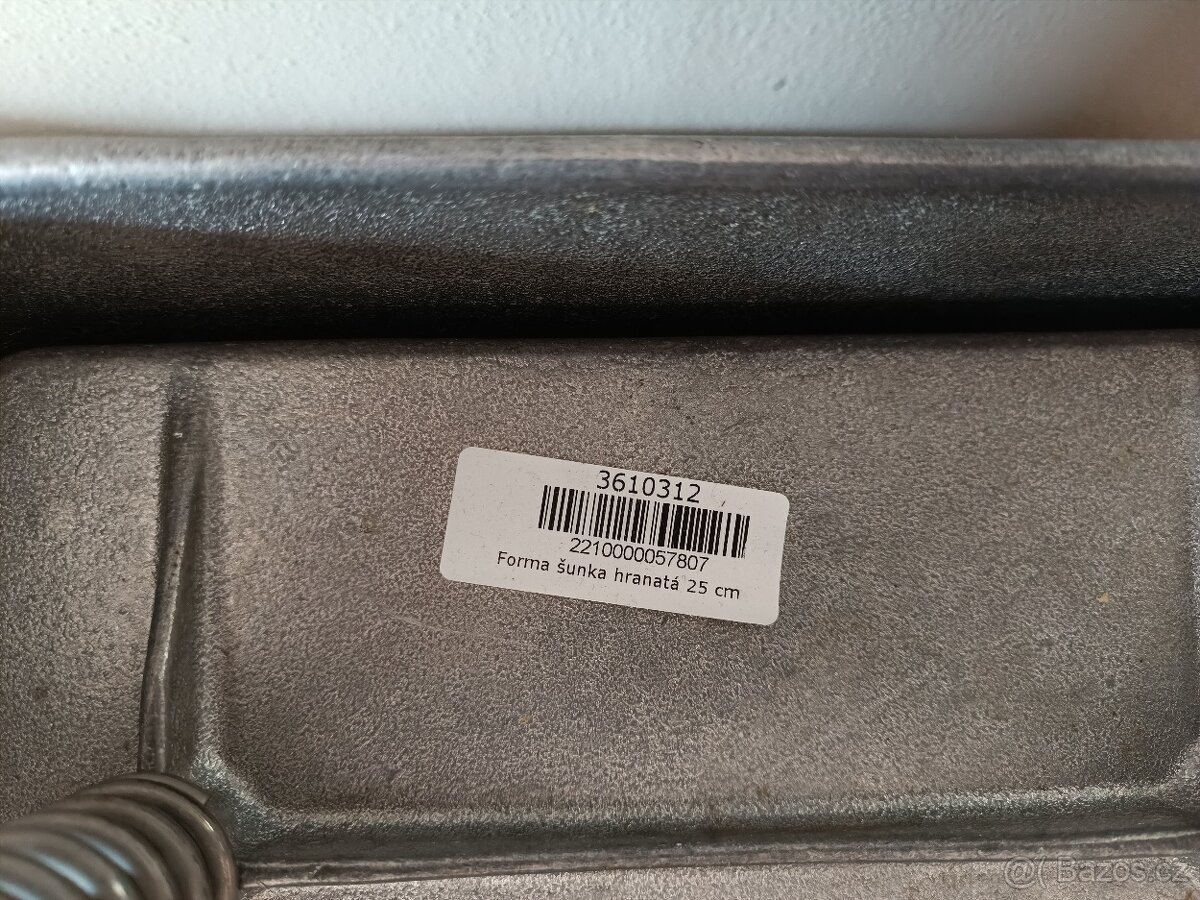 3610312
2210000057807
Forma šunka hranatá 25 cm
@ Bazos.cz